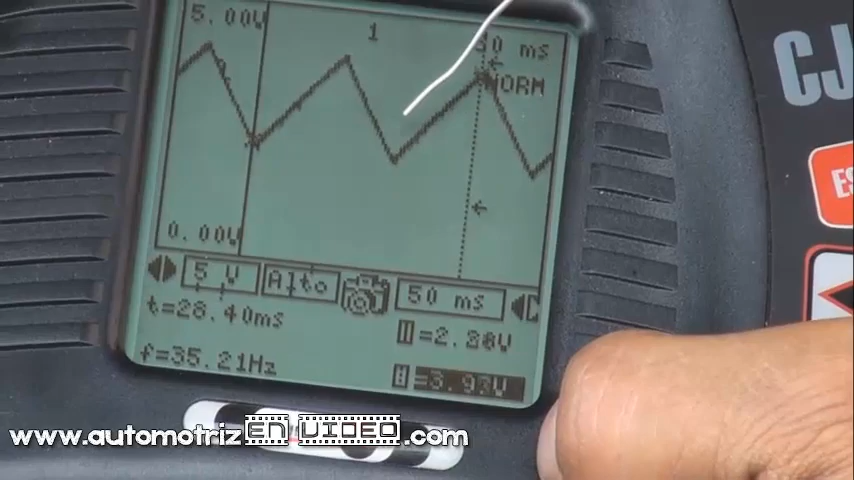 5.00V
1
50 ms
NORM
CJ
0.00V
ES
5 V
Alto
50 ms
t=28.40ms
=2.28V
f=35.21Hz
=3.93V
www.automotrizENVIDEO.com